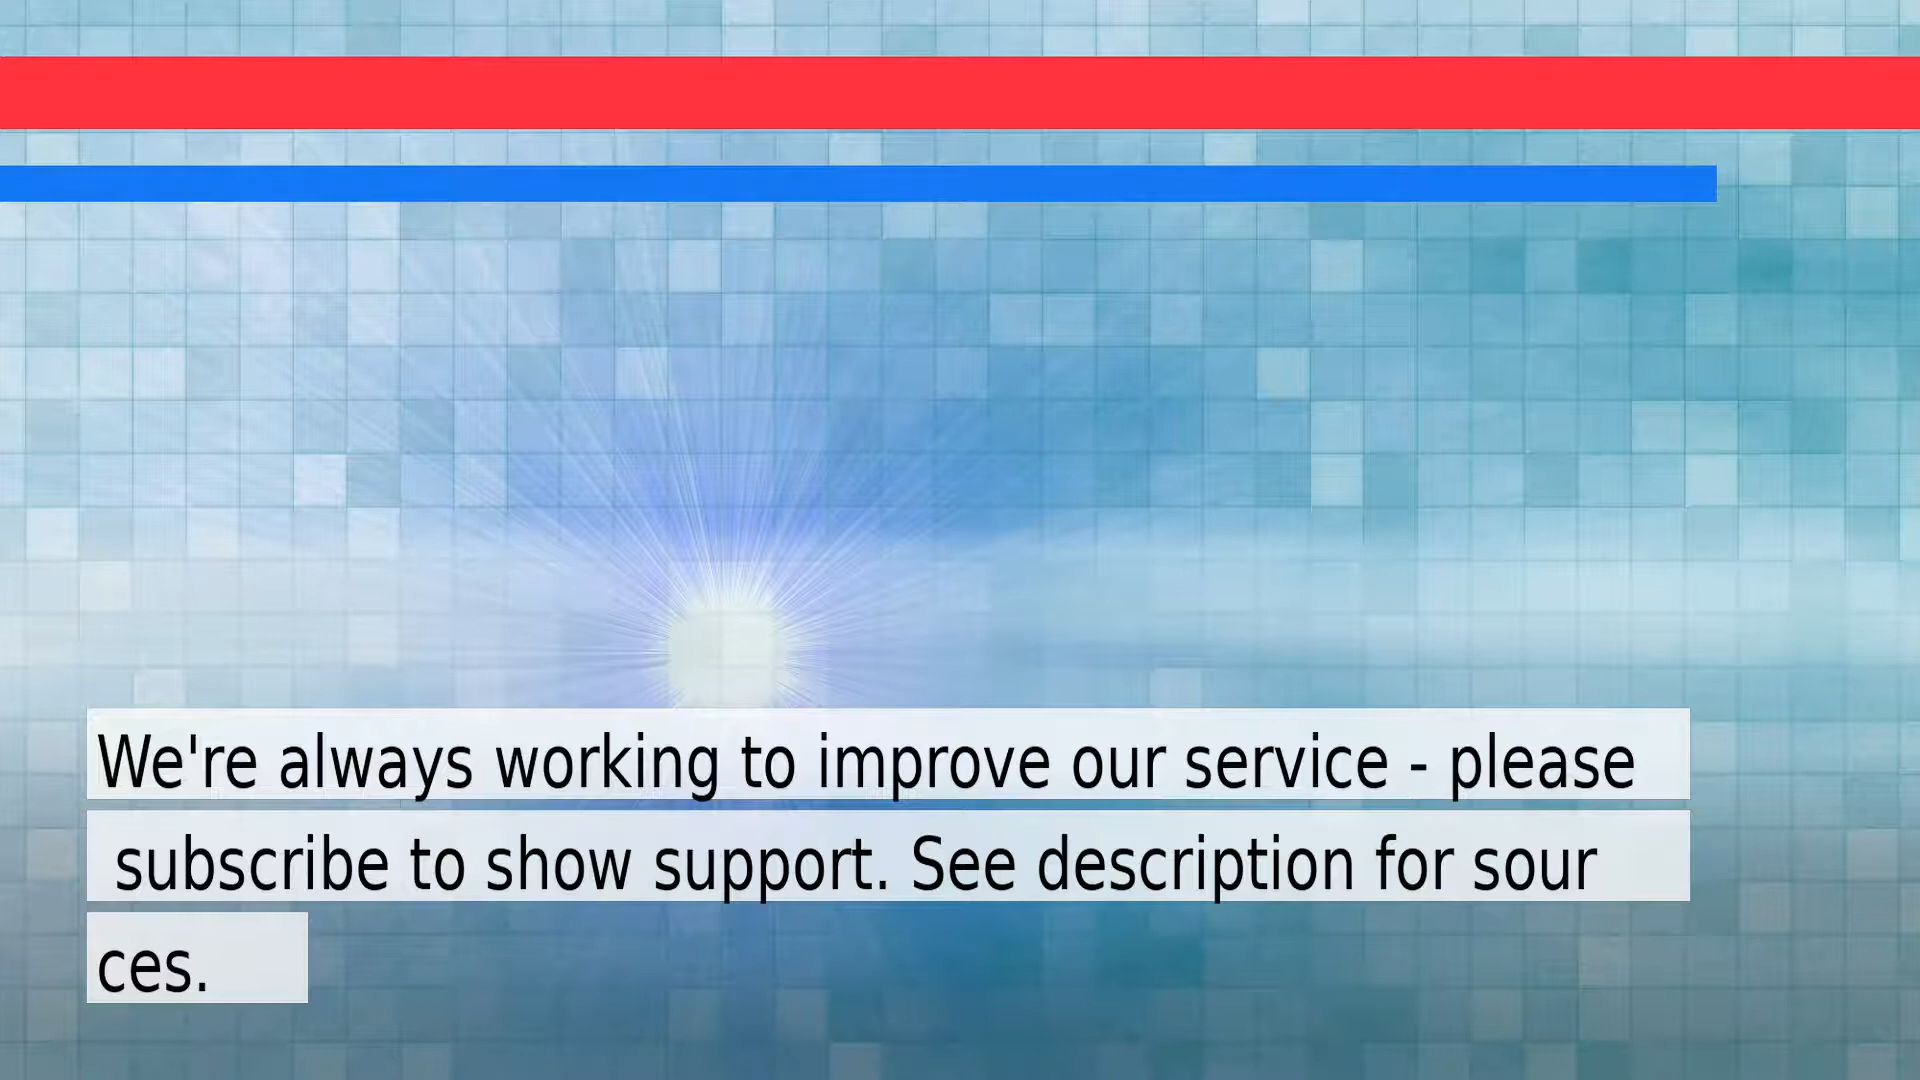 We're always working to improve our service - please
subscribe to show support. See description for sour
ces.